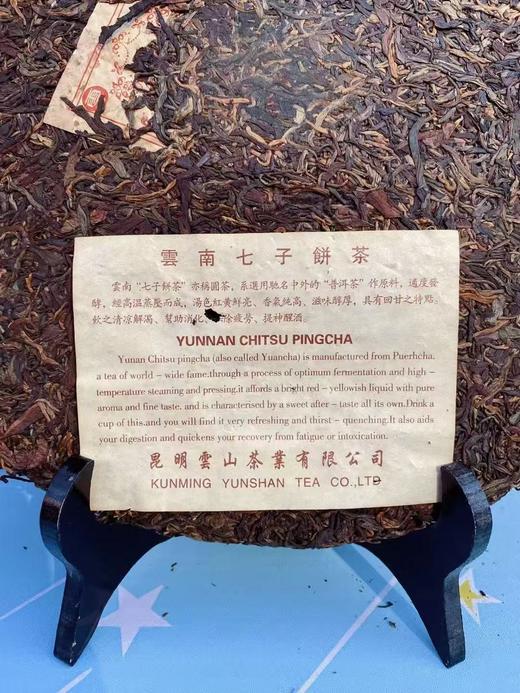 雲南七子餅茶
雲南“七子餅茶”亦稱圓茶，系選用馳名中外的“普洱茶”作原料，適度發
酵，經高温蒸壓而成，湯色紅黄鮮亮、香氣純高、滋味醇厚，具有回甘之特點。
飲之清凉解渴、幫助消化、除疲勞、提神醒酒。
YUNNAN CHITSU PINGCHA
Yunan Chitsu pingcha (also called Yuancha) is manufactured from Puerhcha.
a tea of world – wide fame.through a process of optimum fermentation and high –
temperature steaming and pressing.it affords a bright red – yellowish liquid with pure
aroma and fine taste. and is characterised by a sweet after – taste all its own.Drink a
cup of this.and you will find it very refreshing and thirst – quenching.It also aids
your digestion and quickens your recovery from fatigue or intoxication.
昆明雲山茶業有限公司
KUNMING YUNSHAN TEA CO.,LTD